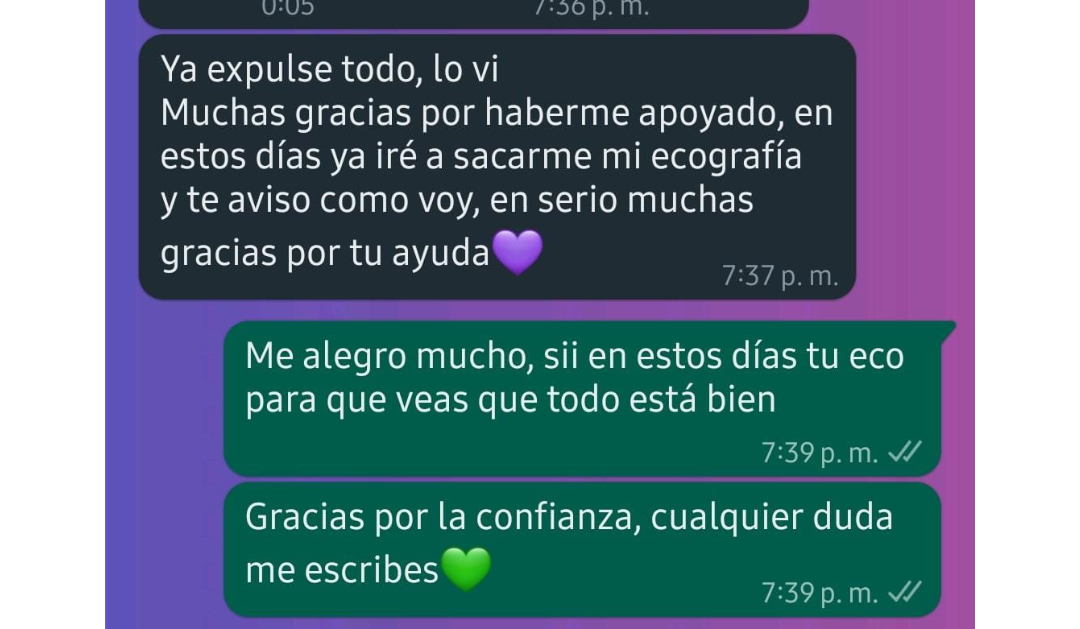 0:05 7:36 p. m.
Ya expulse todo, lo vi
Muchas gracias por haberme apoyado, en
estos días ya iré a sacarme mi ecografía
y te aviso como voy, en serio muchas
gracias por tu ayuda💜
7:37 p. m.
Me alegro mucho, sii en estos días tu eco
para que veas que todo está bien
7:39 p. m.
Gracias por la confianza, cualquier duda
me escribes💚
7:39 p. m.